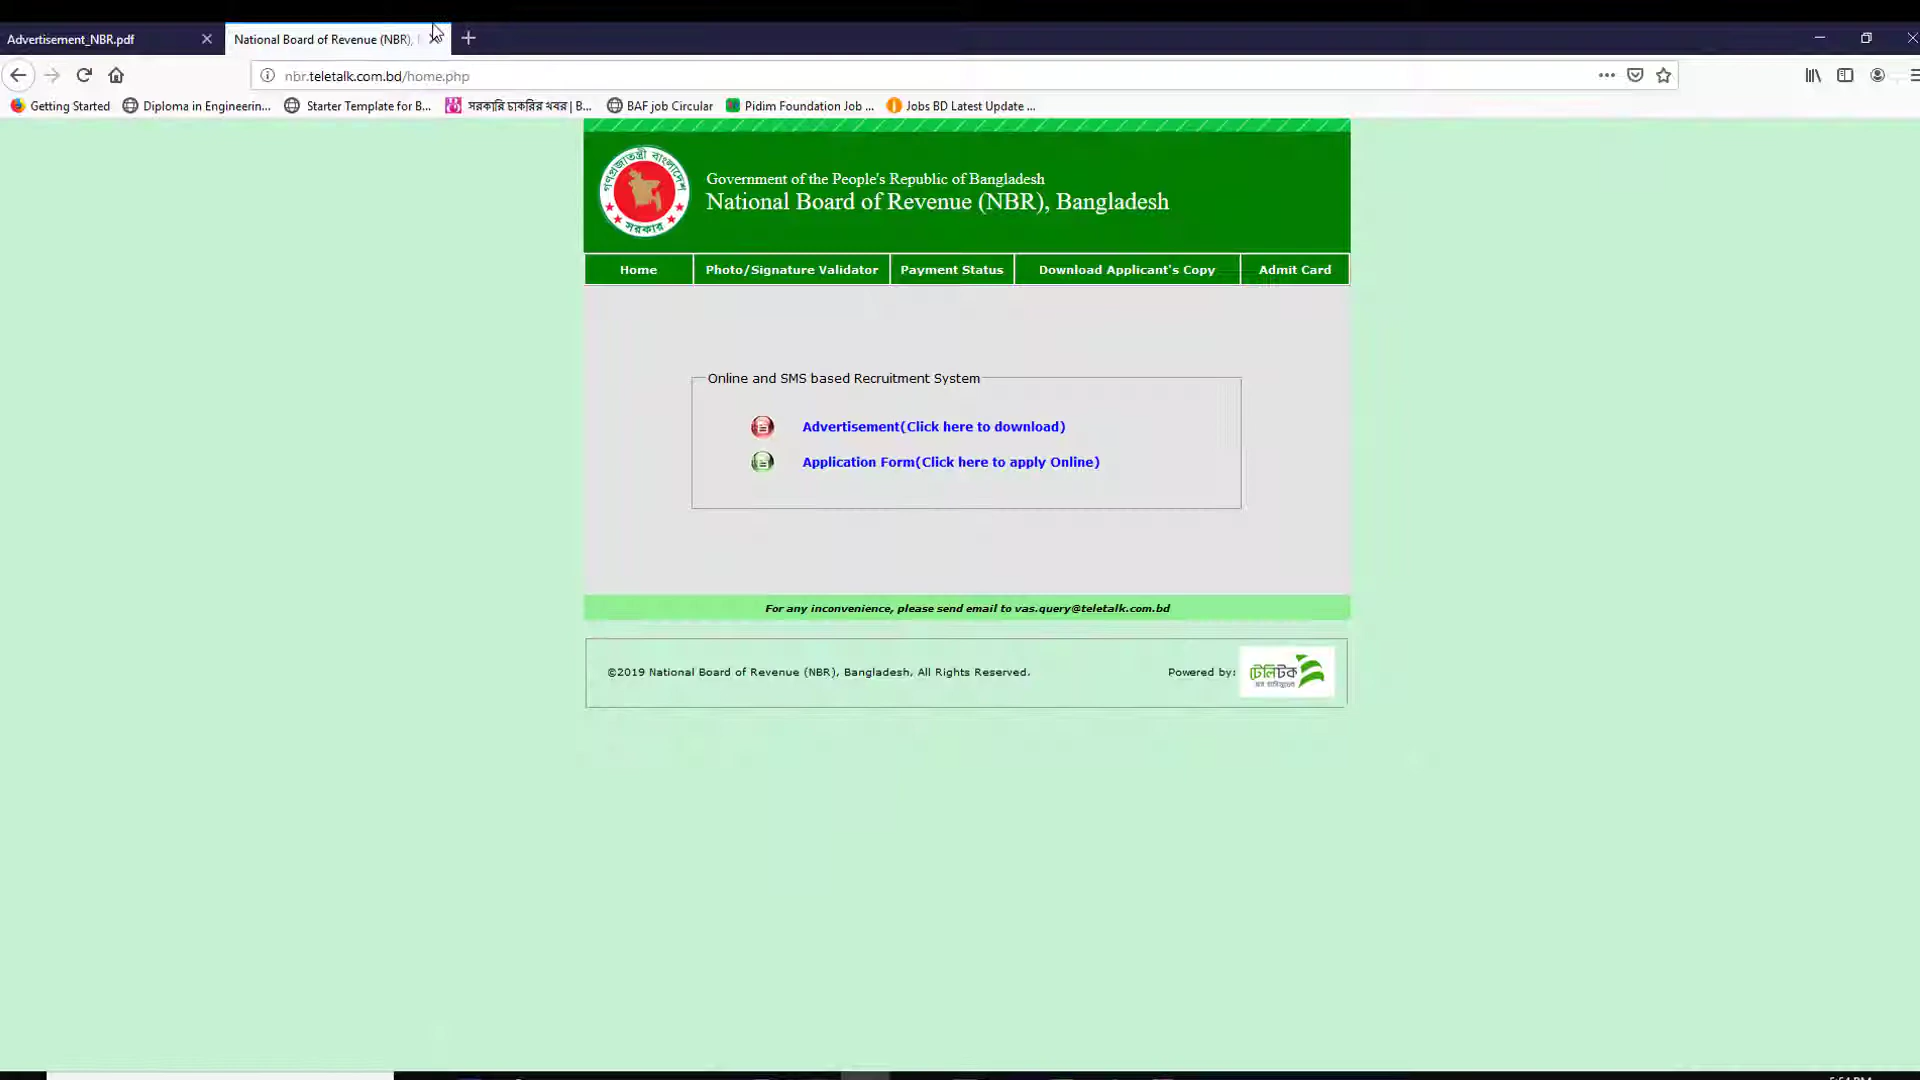 Advertisement_NBR.pdf
National Board of Revenue (NBR),
nbr.teletalk.com.bd/home.php
Getting Started
Diploma in Engineerin...
Starter Template for B...
সরকারি চাকরির খবর | B...
BAF job Circular
Pidim Foundation Job ...
Jobs BD Latest Update ...
গণপ্রজাতন্ত্রী বাংলাদেশ
সরকার
Government of the People's Republic of Bangladesh
National Board of Revenue (NBR), Bangladesh
Home
Photo/Signature Validator
Payment Status
Download Applicant's Copy
Admit Card
Online and SMS based Recruitment System
Advertisement(Click here to download)
Application Form(Click here to apply Online)
For any inconvenience, please send email to vas.query@teletalk.com.bd
©2019 National Board of Revenue (NBR), Bangladesh, All Rights Reserved.
Powered by:
টেলিটক